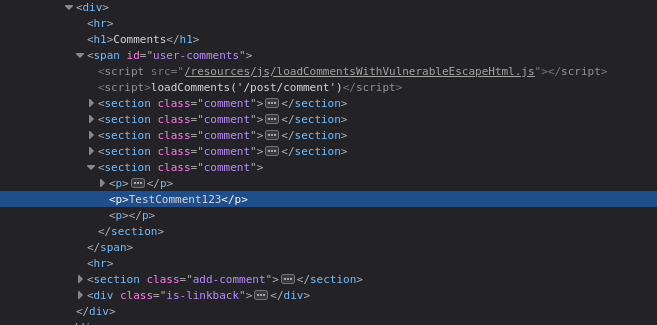 <div>
<hr>
<h1>Comments</h1>
<span id="user-comments">
<script src="/resources/js/loadCommentsWithVulnerableEscapeHtml.js"></script>
<script>loadComments('/post/comment')</script>
<section class="comment">…</section>
<section class="comment">…</section>
<section class="comment">…</section>
<section class="comment">…</section>
<section class="comment">
<p>…</p>
<p>TestComment123</p>
<p></p>
</section>
</span>
<hr>
<section class="add-comment">…</section>
<div class="is-linkback">…</div>
</div>